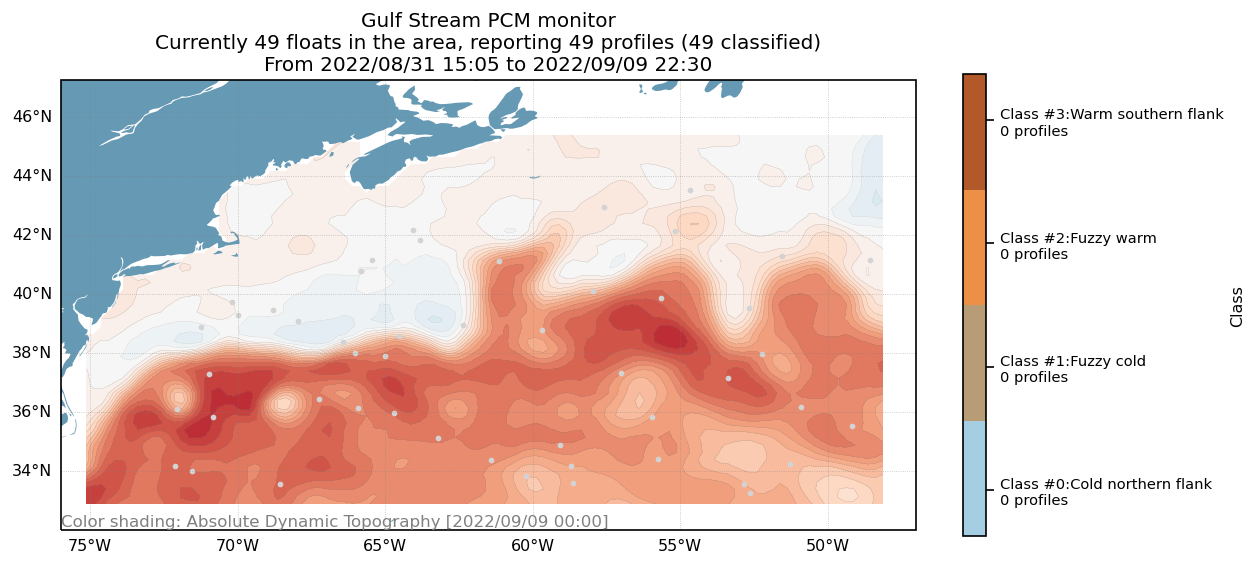 Gulf Stream PCM monitor
Currently 49 floats in the area, reporting 49 profiles (49 classified)
From 2022/08/31 15:05 to 2022/09/09 22:30
46°N
44°N
42°N
40°N
38°N
36°N
34°N
Color shading: Absolute Dynamic Topography [2022/09/09 00:00]
75°W
70°W
65°W
60°W
55°W
50°W
Class #3:Warm southern flank
0 profiles
Class #2:Fuzzy warm
0 profiles
Class #1:Fuzzy cold
0 profiles
Class #0:Cold northern flank
0 profiles
Class